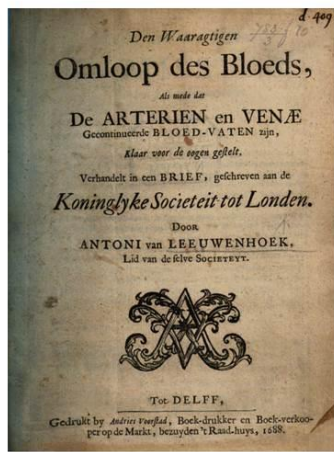 d. 409
Den Waaragtigen
Omloop des Bloeds,
Als mede dat
De ARTERIEN en VENÆ
Gecontinueerde BLOED-VATEN zijn,
Klaar voor de oogen gestelt.
Verhandelt in een BRIEF, geschreven aan de
Koninglyke Societeit tot Londen.
Door
ANTONI van LEEUWENHOEK,
Lid van de selve SOCIETEYT.
Tot DELFF,
Gedrukt by Andries Voorstad, Boek-drukker en Boek-verkoo-
per op de Markt, bezuyden 't Raad-huys, 1688.